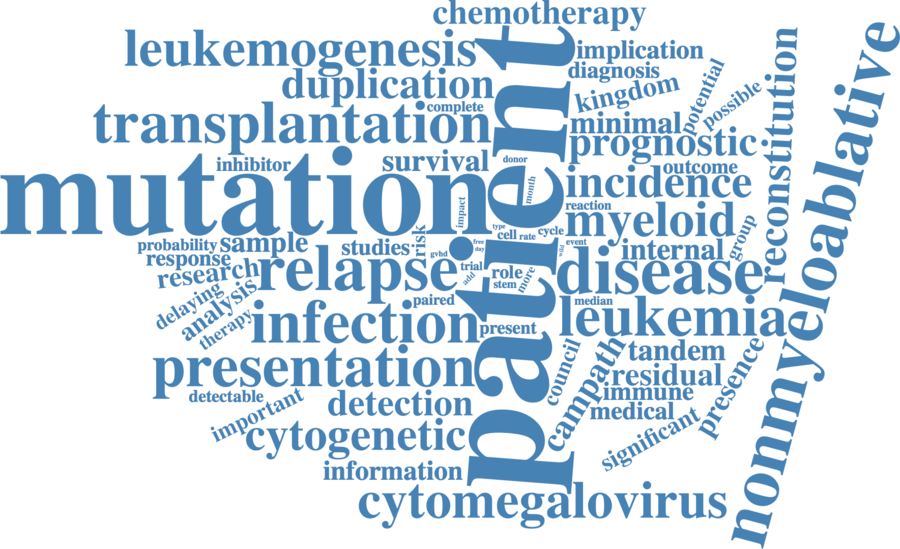 chemotherapy
leukemogenesis
implication
duplication
diagnosis
kingdom
potential
possible
complete
transplantation
minimal
prognostic
reconstitution
nonmyeloablative
patient
inhibitor
survival
donor
outcome
mutation
month
incidence
impact
reaction
myeloid
type
cell
rate
cycle
event
group
internal
probability
sample
studies
risk
free
day
gvhd
response
research
relapse
trial
add
role
stem
more
disease
delaying
analysis
therapy
paired
median
infection
present
leukemia
presentation
council
campath
tandem
residual
presence
detectable
important
detection
immune
medical
significant
cytogenetic
information
cytomegalovirus